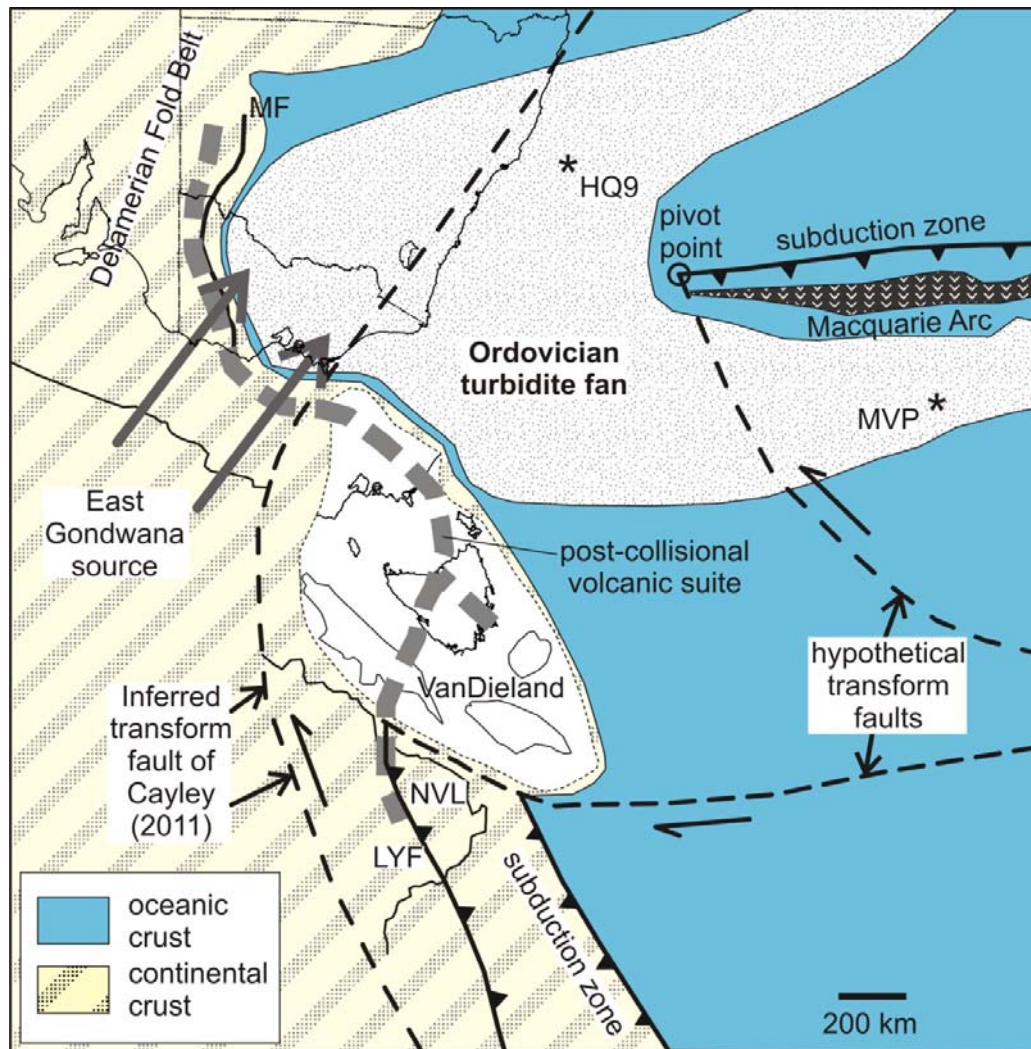 Delamerian Fold Belt
MF
*
HQ9
pivot
point
subduction zone
Macquarie Arc
Ordovician
turbidite fan
MVP *
East
Gondwana
source
post-collisional
volcanic suite
hypothetical
transform
faults
VanDieland
Inferred
transform
fault of
Cayley
(2011)
NVL
LYF
subduction zone
oceanic
crust
continental
crust
200 km